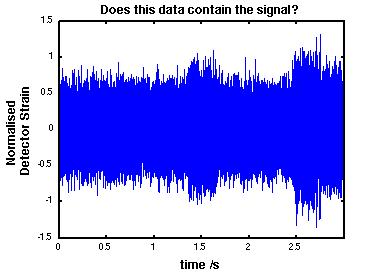 Does this data contain the signal?
1.5
1
0.5
0
-0.5
-1
-1.5
Normalised
Detector Strain
0 0.5 1 1.5 2 2.5
time /s